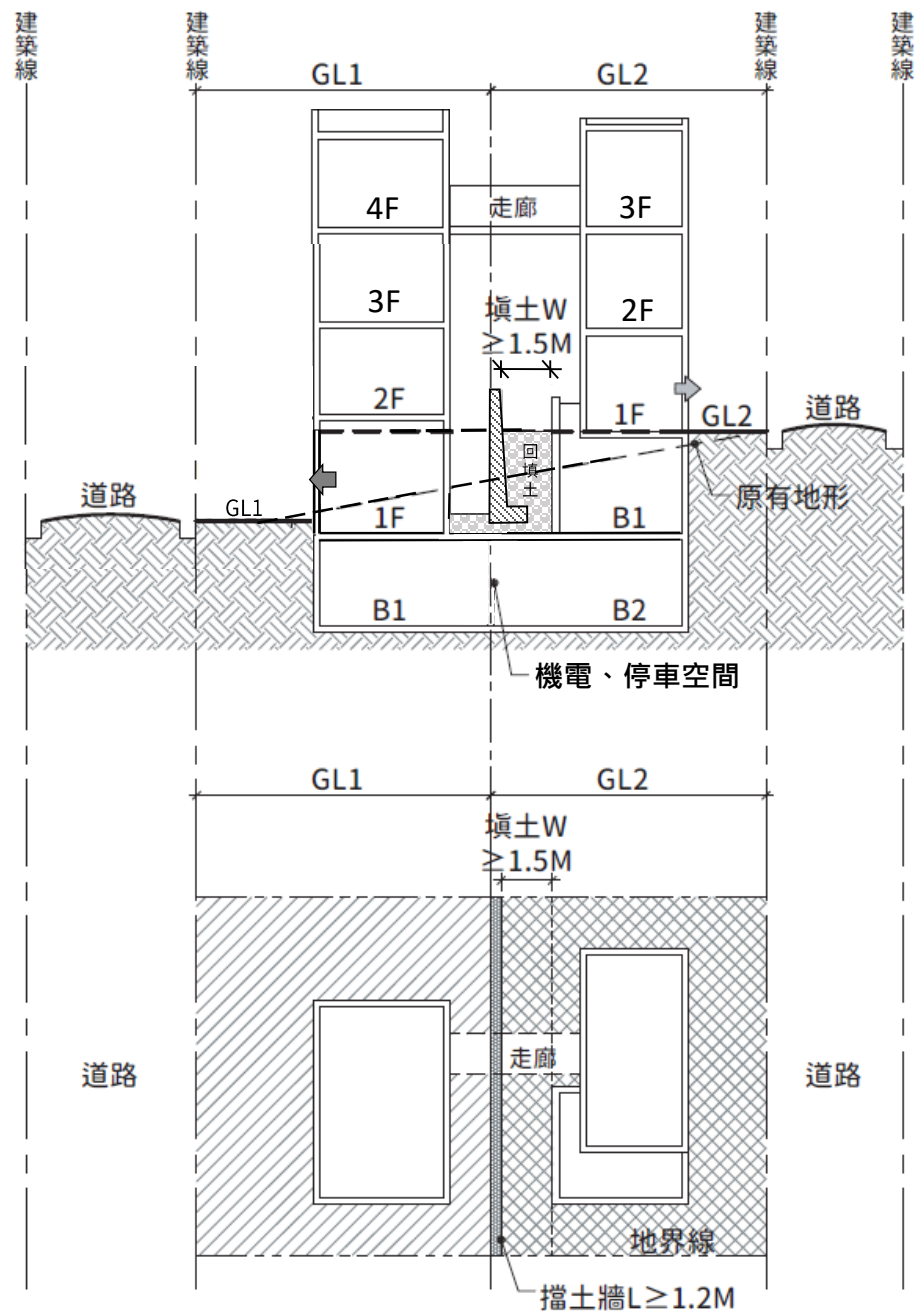 建築線
建築線
建築線
建築線
GL1
GL2
4F
走廊
3F
3F
填土W
≥1.5M
2F
2F
1F
GL2
道路
道路
GL1
1F
回填土
B1
原有地形
B1
B2
機電、停車空間
GL1
GL2
填土W
≥1.5M
道路
走廊
道路
地界線
擋土牆L≥1.2M